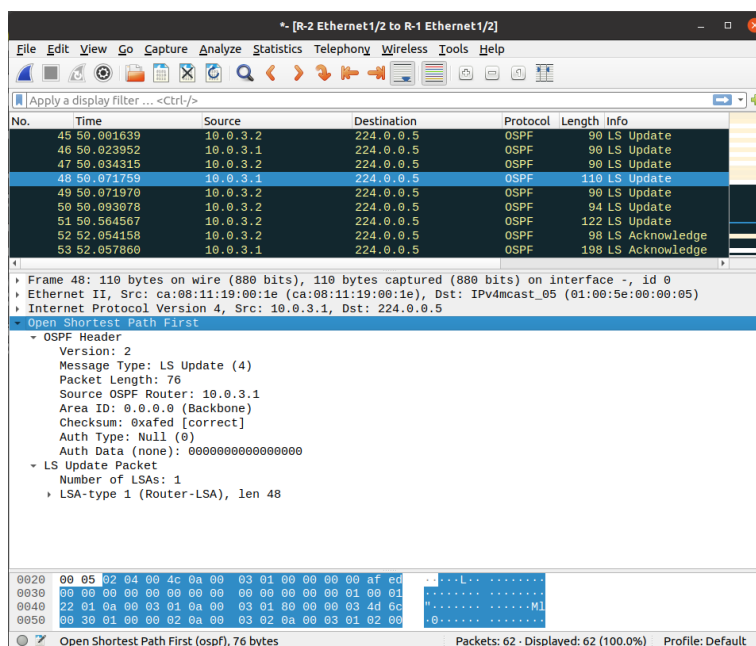 *- [R-2 Ethernet1/2 to R-1 Ethernet1/2]
File Edit View Go Capture Analyze Statistics Telephony Wireless Tools Help
Apply a display filter ... <Ctrl-/>
No. Time Source Destination Protocol Length Info
45 50.001639 10.0.3.2 224.0.0.5 OSPF 90 LS Update
46 50.023952 10.0.3.1 224.0.0.5 OSPF 90 LS Update
47 50.034315 10.0.3.2 224.0.0.5 OSPF 90 LS Update
48 50.071759 10.0.3.1 224.0.0.5 OSPF 110 LS Update
49 50.071970 10.0.3.2 224.0.0.5 OSPF 90 LS Update
50 50.093078 10.0.3.2 224.0.0.5 OSPF 94 LS Update
51 50.564567 10.0.3.1 224.0.0.5 OSPF 122 LS Update
52 52.054158 10.0.3.2 224.0.0.5 OSPF 98 LS Acknowledge
53 52.057860 10.0.3.1 224.0.0.5 OSPF 198 LS Acknowledge
Frame 48: 110 bytes on wire (880 bits), 110 bytes captured (880 bits) on interface -, id 0
Ethernet II, Src: ca:08:11:19:00:1e (ca:08:11:19:00:1e), Dst: IPv4mcast_05 (01:00:5e:00:00:05)
Internet Protocol Version 4, Src: 10.0.3.1, Dst: 224.0.0.5
Open Shortest Path First
OSPF Header
Version: 2
Message Type: LS Update (4)
Packet Length: 76
Source OSPF Router: 10.0.3.1
Area ID: 0.0.0.0 (Backbone)
Checksum: 0xafed [correct]
Auth Type: Null (0)
Auth Data (none): 0000000000000000
LS Update Packet
Number of LSAs: 1
LSA-type 1 (Router-LSA), len 48
0020 00 05 02 04 00 4c 0a 00 03 01 00 00 00 00 af ed ·····L·· ········
0030 00 00 00 00 00 00 00 00 00 00 00 01 00 01 ········ ········
0040 22 01 0a 00 03 01 0a 00 03 01 80 00 00 03 4d 6c "······· ······Ml
0050 00 30 01 00 00 02 0a 00 03 02 0a 00 03 01 02 00 ·0······ ········
Open Shortest Path First (ospf), 76 bytes Packets: 62 · Displayed: 62 (100.0%) Profile: Default